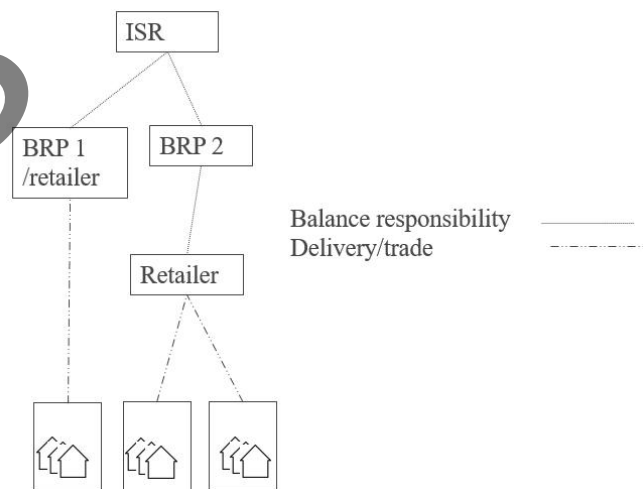 ISR
BRP 1
/retailer
BRP 2
Balance responsibility
Delivery/trade
Retailer